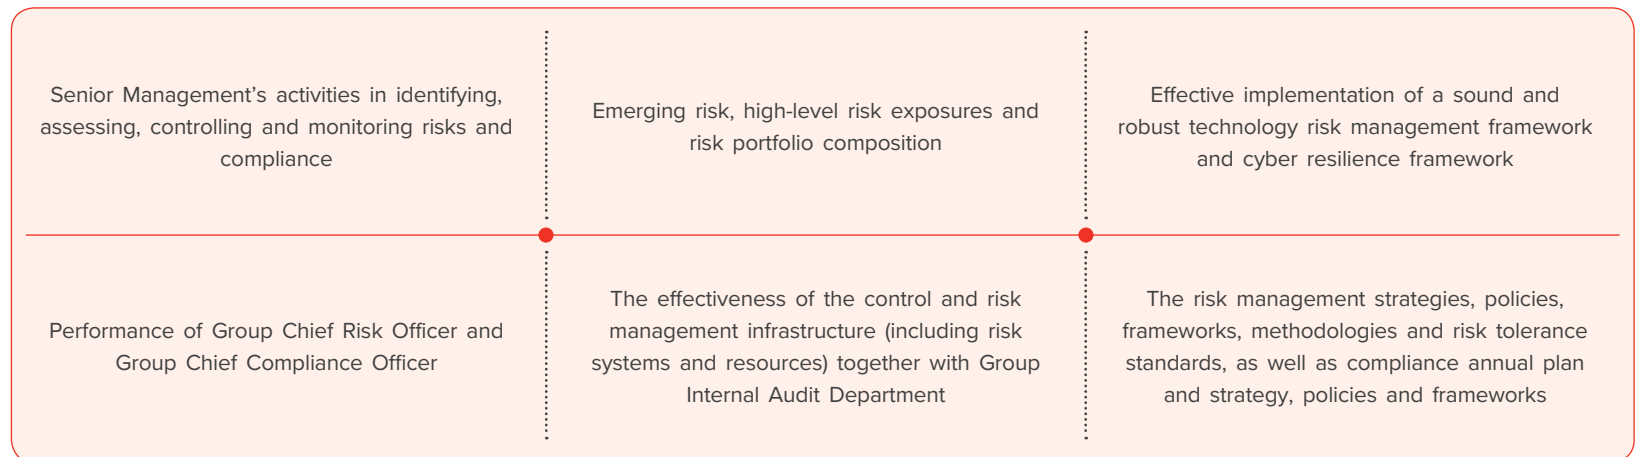 Senior Management’s activities in identifying,
assessing, controlling and monitoring risks and
compliance
Emerging risk, high-level risk exposures and
risk portfolio composition
Effective implementation of a sound and
robust technology risk management framework
and cyber resilience framework
Performance of Group Chief Risk Officer and
Group Chief Compliance Officer
The effectiveness of the control and risk
management infrastructure (including risk
systems and resources) together with Group
Internal Audit Department
The risk management strategies, policies,
frameworks, methodologies and risk tolerance
standards, as well as compliance annual plan
and strategy, policies and frameworks